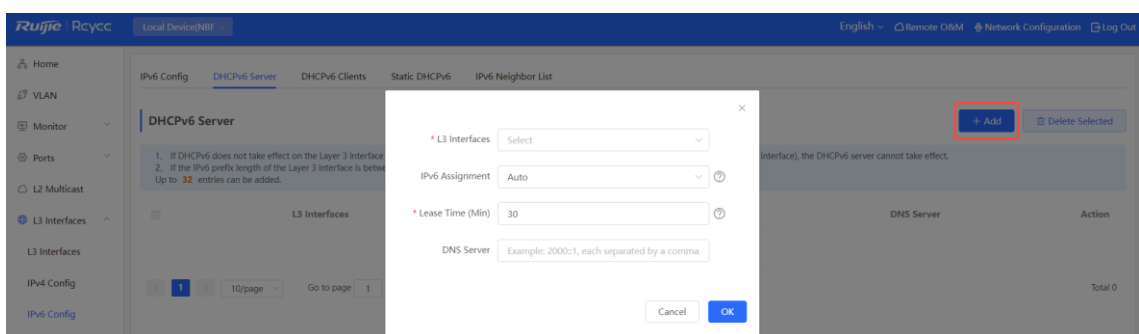 Ruijie Rcycc Local Device(NBF English Remote O&M Network Configuration Log Out
Home
VLAN
Monitor
Ports
L2 Multicast
L3 Interfaces
L3 Interfaces
IPv4 Config
IPv6 Config
IPv6 Config DHCPv6 Server DHCPv6 Clients Static DHCPv6 IPv6 Neighbor List
DHCPv6 Server
+ Add Delete Selected
1. If DHCPv6 does not take effect on the Layer 3 interface interface), the DHCPv6 server cannot take effect.
2. If the IPv6 prefix length of the Layer 3 Interface is betwe
Up to 32 entries can be added.
L3 Interfaces DNS Server Action
1 10/page Go to page 1 Total 0
* L3 Interfaces Select
IPv6 Assignment Auto
* Lease Time (Min) 30
DNS Server Example: 2000::1, each separated by a comma
Cancel OK